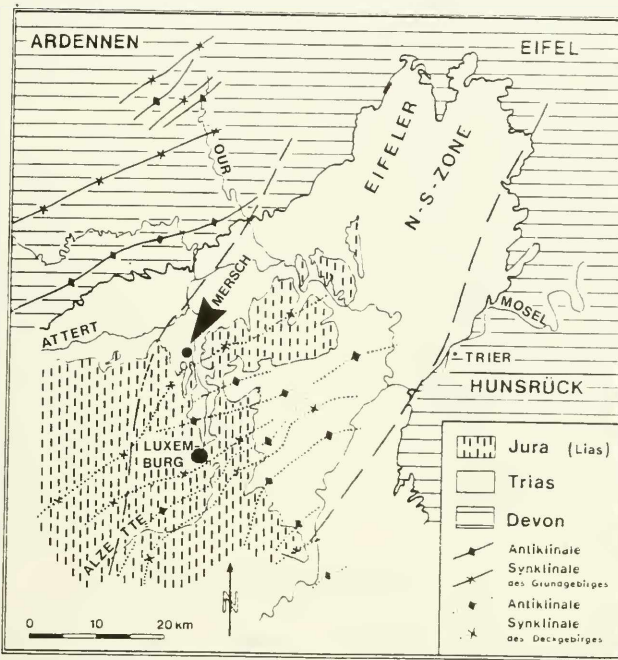 ARDENNEN
EIFEL
OUR
EIFELER
N-S-ZONE
MERSCH
ATTERT
MOSEL
TRIER
HUNSRÜCK
LUXEM-
BURG
ALZETTE
N
0 10 20 km
Jura (Lias)
Trias
Devon
Antiklinale
Synklinale
des Grundgebirges
Antiklinale
Synklinale
des Deckgebirges